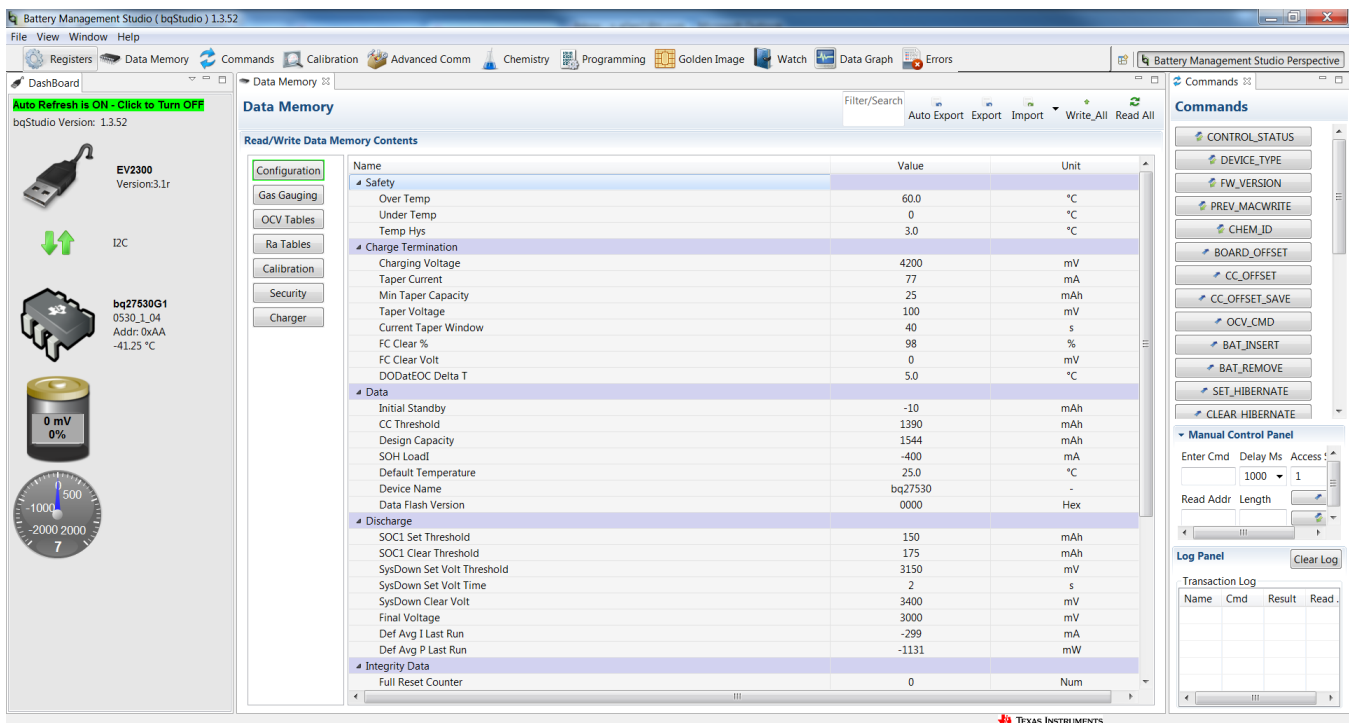 Battery Management Studio ( bqStudio ) 1.3.52
File View Window Help
Registers Data Memory Commands Calibration Advanced Comm Chemistry Programming Golden Image Watch Data Graph Errors
Battery Management Studio Perspective
DashBoard
Auto Refresh is ON - Click to Turn OFF
bqStudio Version: 1.3.52
EV2300
Version:3.1r
I2C
bq27530G1
0530_1_04
Addr: 0xAA
-41.25 °C
0 mV
0%
0
500
-1000
-2000 2000
7
Data Memory
Data Memory
Filter/Search
Auto Export Export Import Write_All Read All
Read/Write Data Memory Contents
Configuration
Gas Gauging
OCV Tables
Ra Tables
Calibration
Security
Charger
Name Value Unit
Safety
Over Temp 60.0 °C
Under Temp 0 °C
Temp Hys 3.0 °C
Charge Termination
Charging Voltage 4200 mV
Taper Current 77 mA
Min Taper Capacity 25 mAh
Taper Voltage 100 mV
Current Taper Window 40 s
FC Clear % 98 %
FC Clear Volt 0 mV
DODatEOC Delta T 5.0 °C
Data
Initial Standby -10 mAh
CC Threshold 1390 mAh
Design Capacity 1544 mAh
SOH LoadI -400 mA
Default Temperature 25.0 °C
Device Name bq27530 -
Data Flash Version 0000 Hex
Discharge
SOC1 Set Threshold 150 mAh
SOC1 Clear Threshold 175 mAh
SysDown Set Volt Threshold 3150 mV
SysDown Set Volt Time 2 s
SysDown Clear Volt 3400 mV
Final Voltage 3000 mV
Def Avg I Last Run -299 mA
Def Avg P Last Run -1131 mW
Integrity Data
Full Reset Counter 0 Num
Commands
Commands
CONTROL_STATUS
DEVICE_TYPE
FW_VERSION
PREV_MACWRITE
CHEM_ID
BOARD_OFFSET
CC_OFFSET
CC_OFFSET_SAVE
OCV_CMD
BAT_INSERT
BAT_REMOVE
SET_HIBERNATE
CLEAR HIBERNATE
Manual Control Panel
Enter Cmd Delay Ms Access
1000 1
Read Addr Length
Log Panel Clear Log
Transaction Log
Name Cmd Result Read
TEXAS INSTRUMENTS